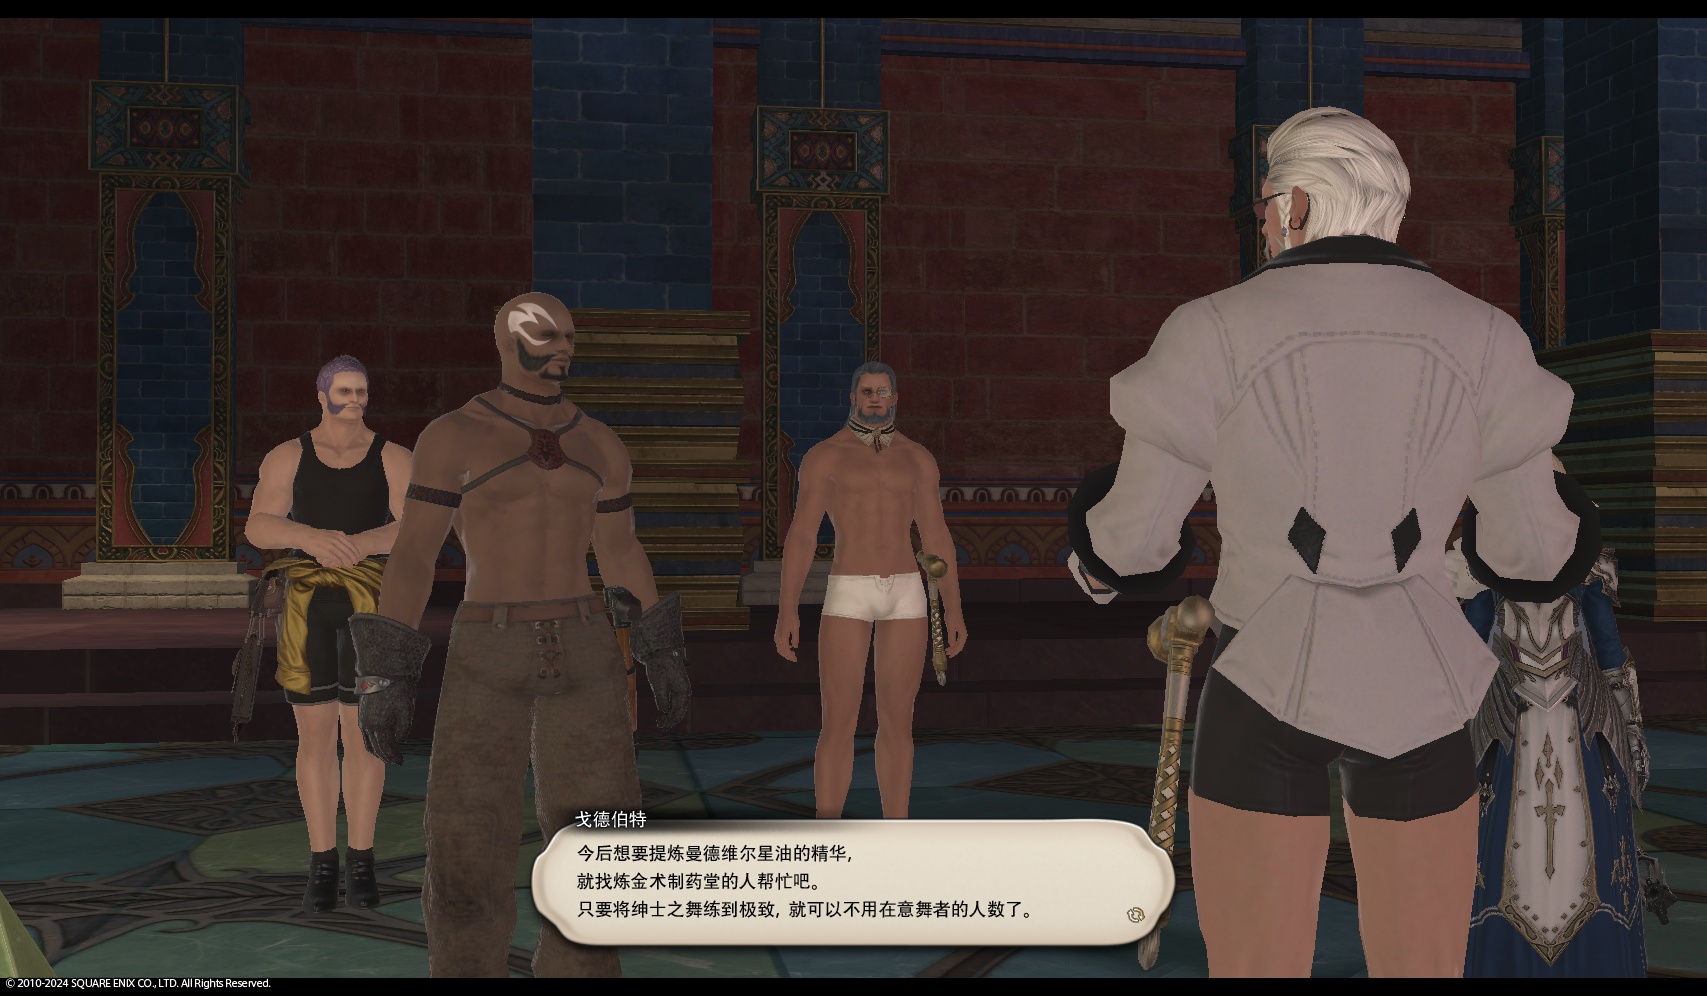 戈德伯特
今后想要提炼曼德维尔星油的精华，
就找炼金术制药堂的人帮忙吧。
只要将绅士之舞练到极致，就可以不用在意舞者的人数了。
© 2010-2024 SQUARE ENIX CO., LTD. All Rights Reserved.